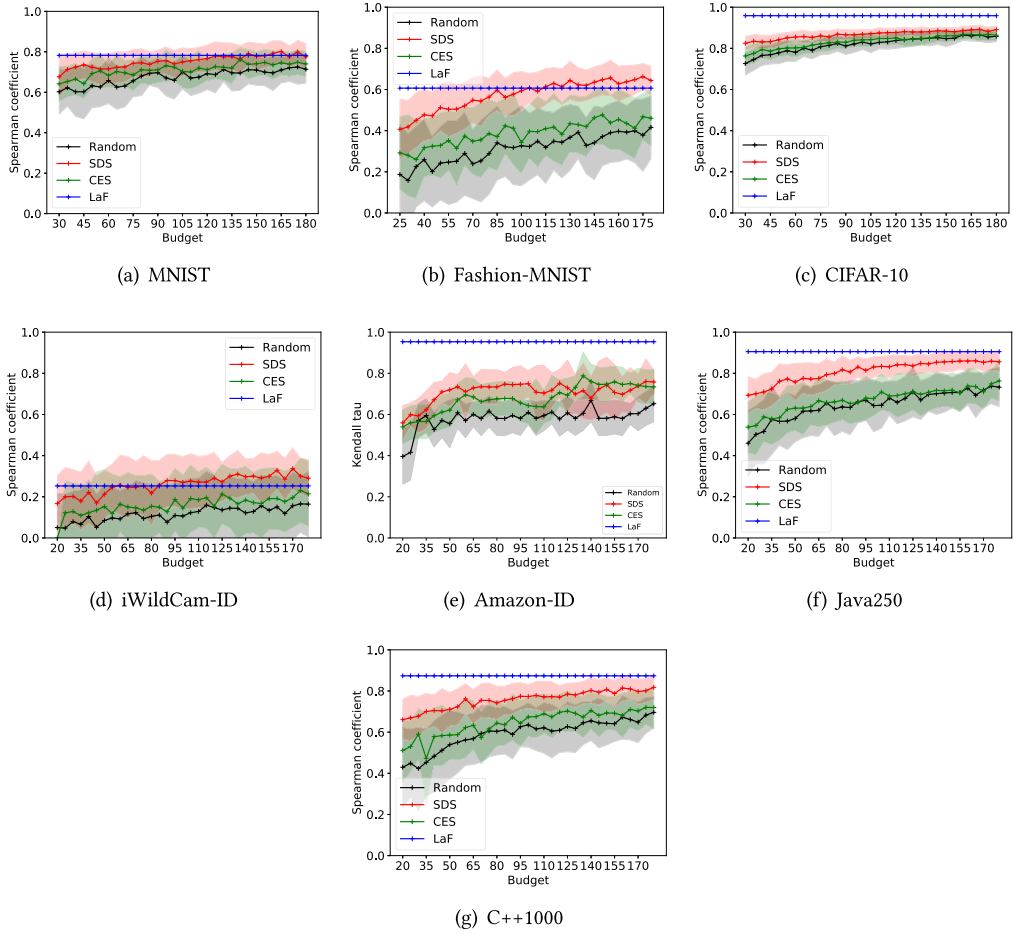 Spearman coefficient
1.0
0.8
0.6
0.4
0.2
0.0
Random
SDS
CES
LaF
30 45 60 75 90 105 120 135 150 165 180
Budget
(a) MNIST
Spearman coefficient
1.0
0.8
0.6
0.4
0.2
0.0
Random
SDS
CES
LaF
25 40 55 70 85 100 115 130 145 160 175
Budget
(b) Fashion-MNIST
Spearman coefficient
1.0
0.8
0.6
0.4
0.2
0.0
Random
SDS
CES
LaF
30 45 60 75 90 105 120 135 150 165 180
Budget
(c) CIFAR-10
Spearman coefficient
1.0
0.8
0.6
0.4
0.2
0.0
Random
SDS
CES
LaF
20 35 50 65 80 95 110 125 140 155 170
Budget
(d) iWildCam-ID
Kendall tau
1.0
0.8
0.6
0.4
0.2
0.0
Random
SDS
CES
LaF
20 35 50 65 80 95 110 125 140 155 170
Budget
(e) Amazon-ID
Spearman coefficient
1.0
0.8
0.6
0.4
0.2
0.0
Random
SDS
CES
LaF
20 35 50 65 80 95 110 125 140 155 170
Budget
(f) Java250
Spearman coefficient
1.0
0.8
0.6
0.4
0.2
0.0
Random
SDS
CES
LaF
20 35 50 65 80 95 110 125 140 155 170
Budget
(g) C++1000